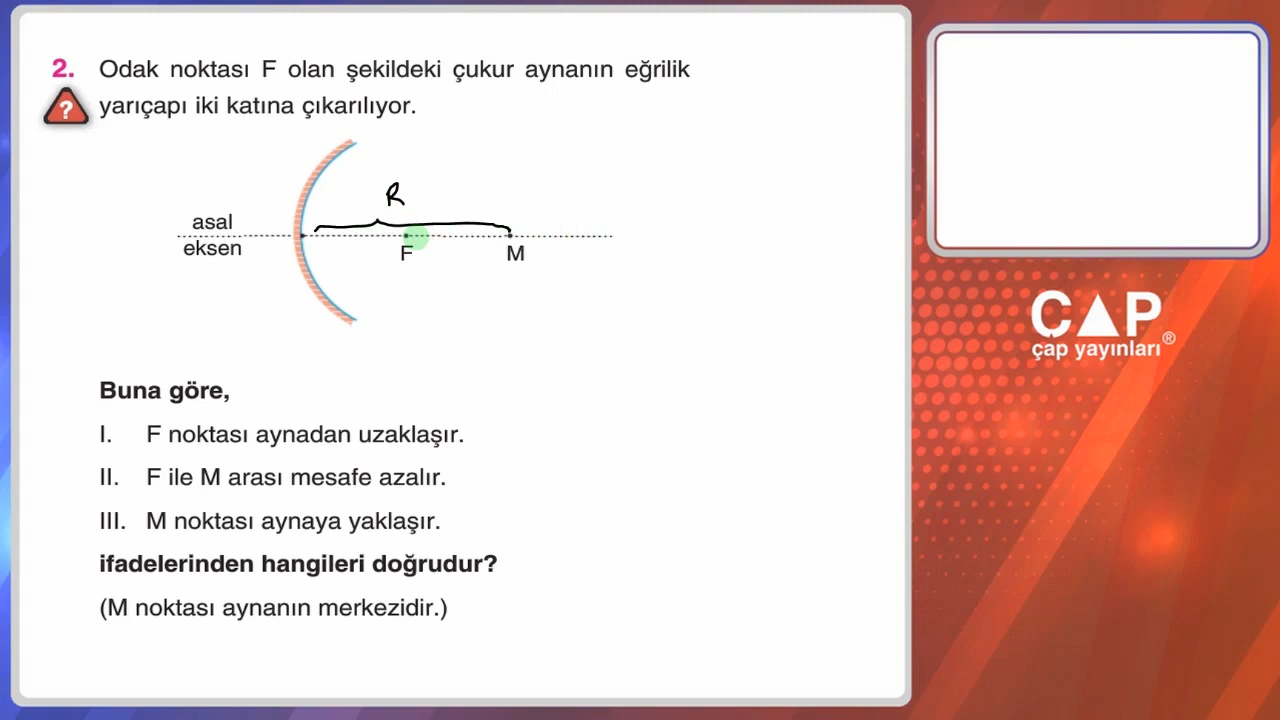 2. Odak noktası F olan şekildeki çukur aynanın eğrilik
yarıçapı iki katına çıkarılıyor.
?
R
asal
eksen
F
M
Buna göre,
I. F noktası aynadan uzaklaşır.
II. F ile M arası mesafe azalır.
III. M noktası aynaya yaklaşır.
ifadelerinden hangileri doğrudur?
(M noktası aynanın merkezidir.)
ÇAP
çap yayınları®